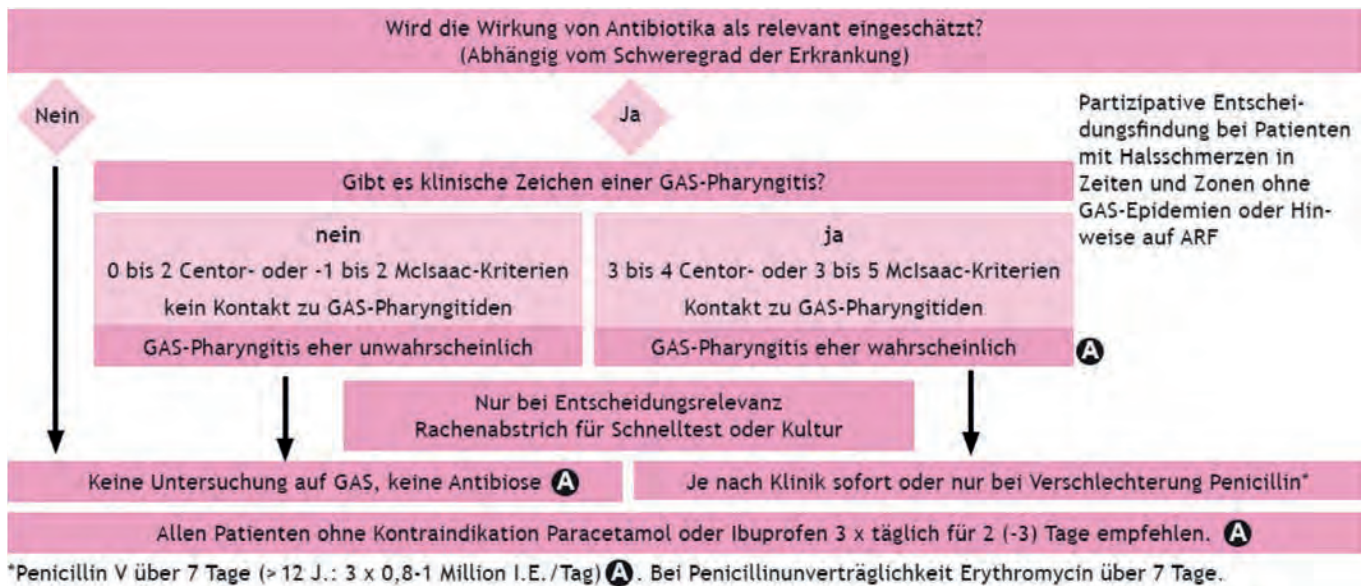 Wird die Wirkung von Antibiotika als relevant eingeschätzt?
(Abhängig vom Schweregrad der Erkrankung)
Nein
Ja
Partizipative Entschei-
dungsfindung bei Patienten
mit Halsschmerzen in
Zeiten und Zonen ohne
GAS-Epidemien oder Hin-
weise auf ARF
Gibt es klinische Zeichen einer GAS-Pharyngitis?
nein
0 bis 2 Centor- oder -1 bis 2 McIsaac-Kriterien
kein Kontakt zu GAS-Pharyngitiden
GAS-Pharyngitis eher unwahrscheinlich
ja
3 bis 4 Centor- oder 3 bis 5 McIsaac-Kriterien
Kontakt zu GAS-Pharyngitiden
GAS-Pharyngitis eher wahrscheinlich A
Nur bei Entscheidungsrelevanz
Rachenabstrich für Schnelltest oder Kultur
Keine Untersuchung auf GAS, keine Antibiose A
Je nach Klinik sofort oder nur bei Verschlechterung Penicillin*
Allen Patienten ohne Kontraindikation Paracetamol oder Ibuprofen 3 x täglich für 2 (-3) Tage empfehlen. A
*Penicillin V über 7 Tage (> 12 J.: 3 x 0,8-1 Million I.E./Tag) A. Bei Penicillinunverträglichkeit Erythromycin über 7 Tage.